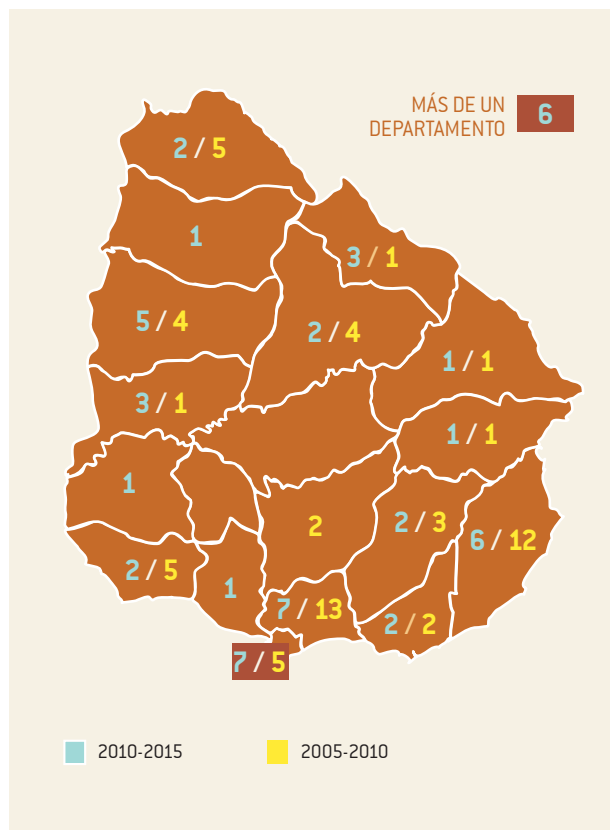 MÁS DE UN
DEPARTAMENTO
6
2 / 5
1
3 / 1
5 / 4
2 / 4
1 / 1
3 / 1
1 / 1
1
2
2 / 3
6 / 12
2 / 5
1
7 / 13
2 / 2
7 / 5
2010-2015
2005-2010